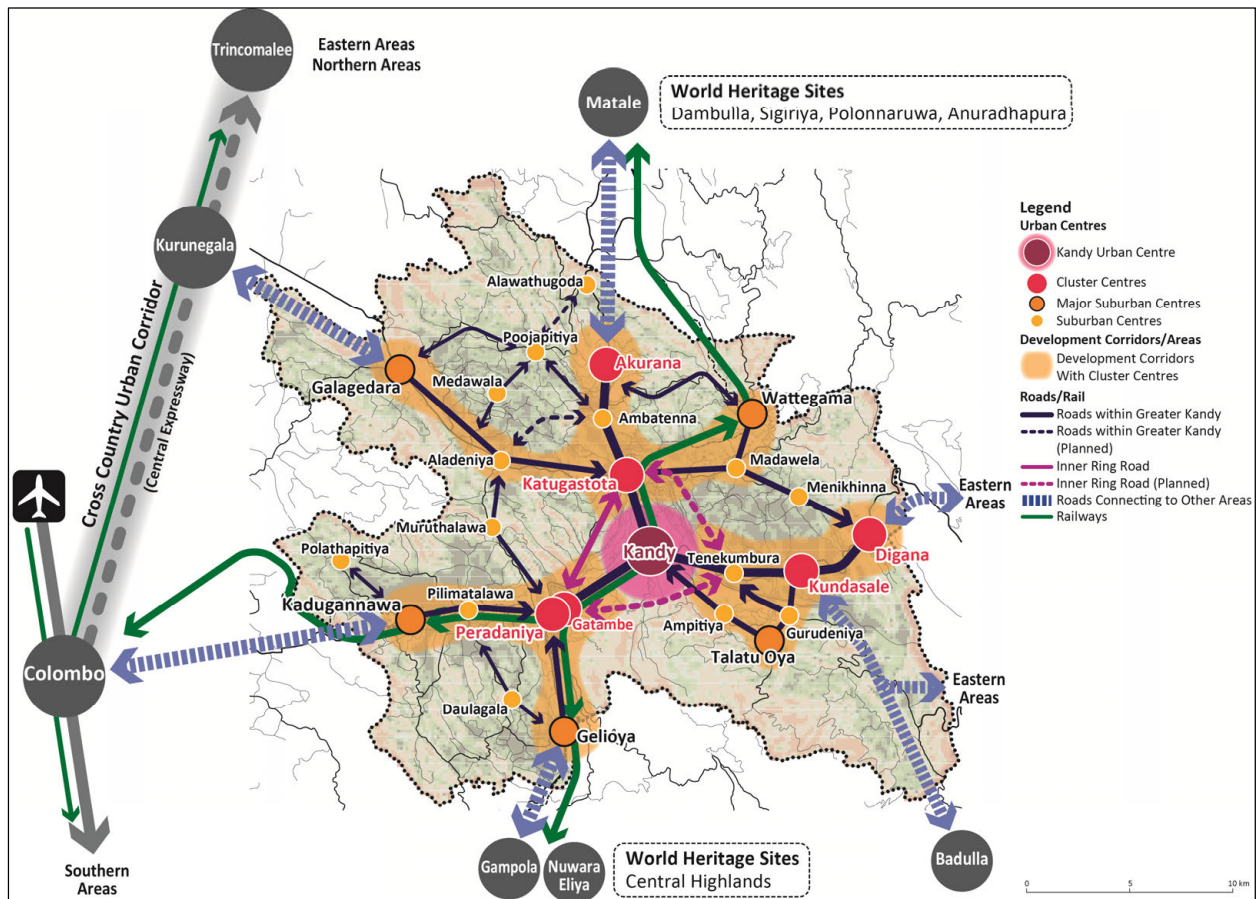 Trincomalee
Eastern Areas
Northern Areas
Matale
World Heritage Sites
Dambulla, Sigiriya, Polonnaruwa, Anuradhapura
Kurunegala
Cross Country Urban Corridor
(Central Expressway)
Legend
Urban Centres
Kandy Urban Centre
Cluster Centres
Major Suburban Centres
Suburban Centres
Development Corridors/Areas
Development Corridors
With Cluster Centres
Roads/Rail
Roads within Greater Kandy
Roads within Greater Kandy
(Planned)
Inner Ring Road
Inner Ring Road (Planned)
Roads Connecting to Other Areas
Railways
Alawathugoda
Poojapitiya
Akurana
Galagedara
Medawala
Wattegama
Ambatenna
Aladeniya
Katugastota
Madawela
Menikhinna
Eastern
Areas
Muruthalawa
Digana
Kandy
Tenekumbura
Kundasale
Polathapitiya
Kadugannawa
Pilimatalawa
Peradaniya
Gatambe
Ampitiya
Gurudeniya
Talatu Oya
Colombo
Eastern
Areas
Daulagala
Gelioya
Southern
Areas
Gampola
Nuwara
Eliya
World Heritage Sites
Central Highlands
Badulla
0 5 10 km